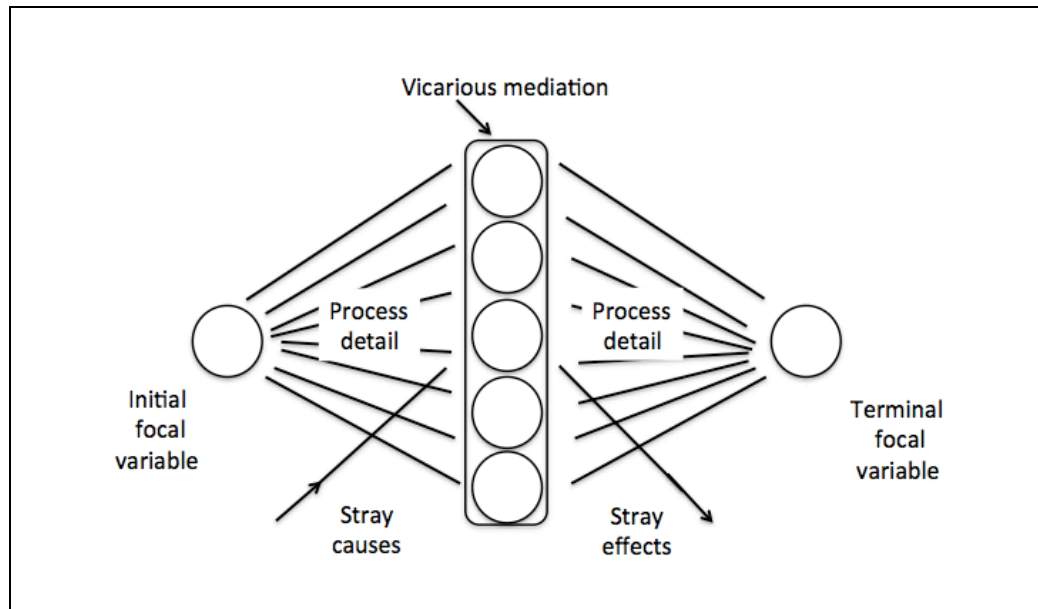 Vicarious mediation
Process
detail
Process
detail
Initial
focal
variable
Terminal
focal
variable
Stray
causes
Stray
effects